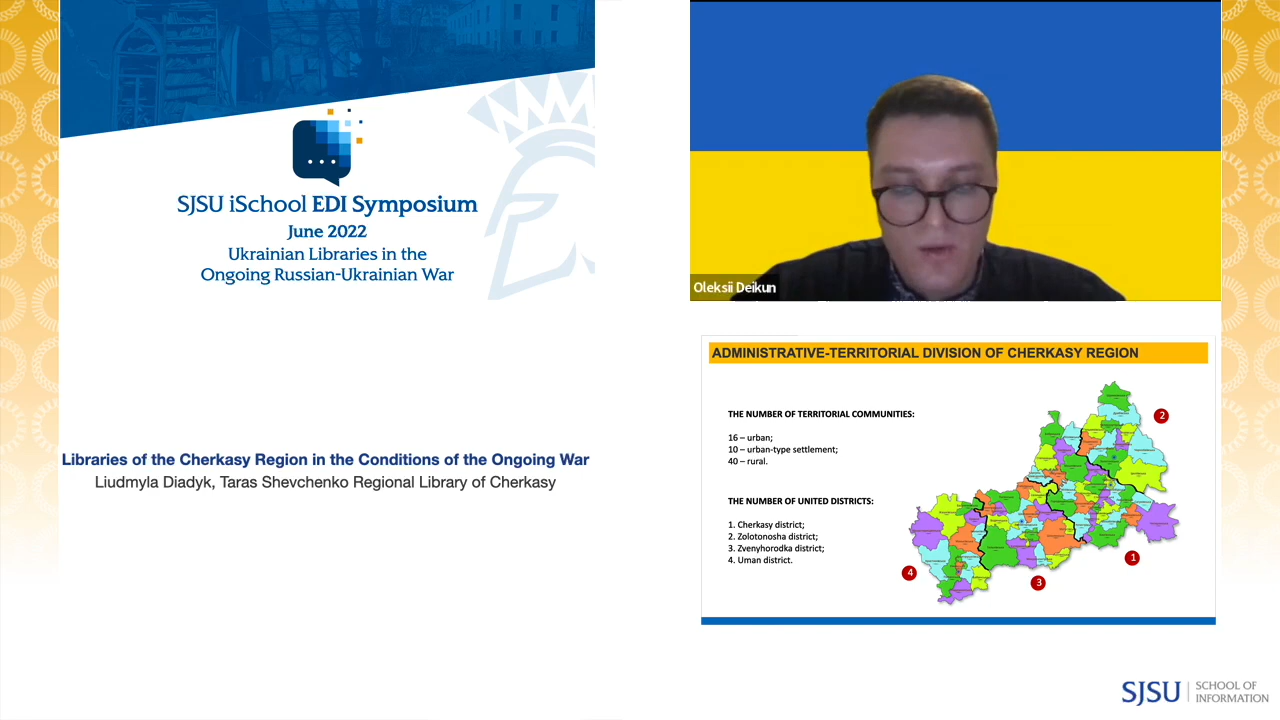 SJSU iSchool EDI Symposium
June 2022
Ukrainian Libraries in the
Ongoing Russian-Ukrainian War
Libraries of the Cherkasy Region in the Conditions of the Ongoing War
Liudmyla Diadyk, Taras Shevchenko Regional Library of Cherkasy
Oleksii Deikun
ADMINISTRATIVE-TERRITORIAL DIVISION OF CHERKASY REGION
THE NUMBER OF TERRITORIAL COMMUNITIES:
16 – urban;
10 – urban-type settlement;
40 – rural.
THE NUMBER OF UNITED DISTRICTS:
1. Cherkasy district;
2. Zolotonosha district;
3. Zvenyhorodka district;
4. Uman district.
2
1
3
4
SJSU SCHOOL OF
INFORMATION